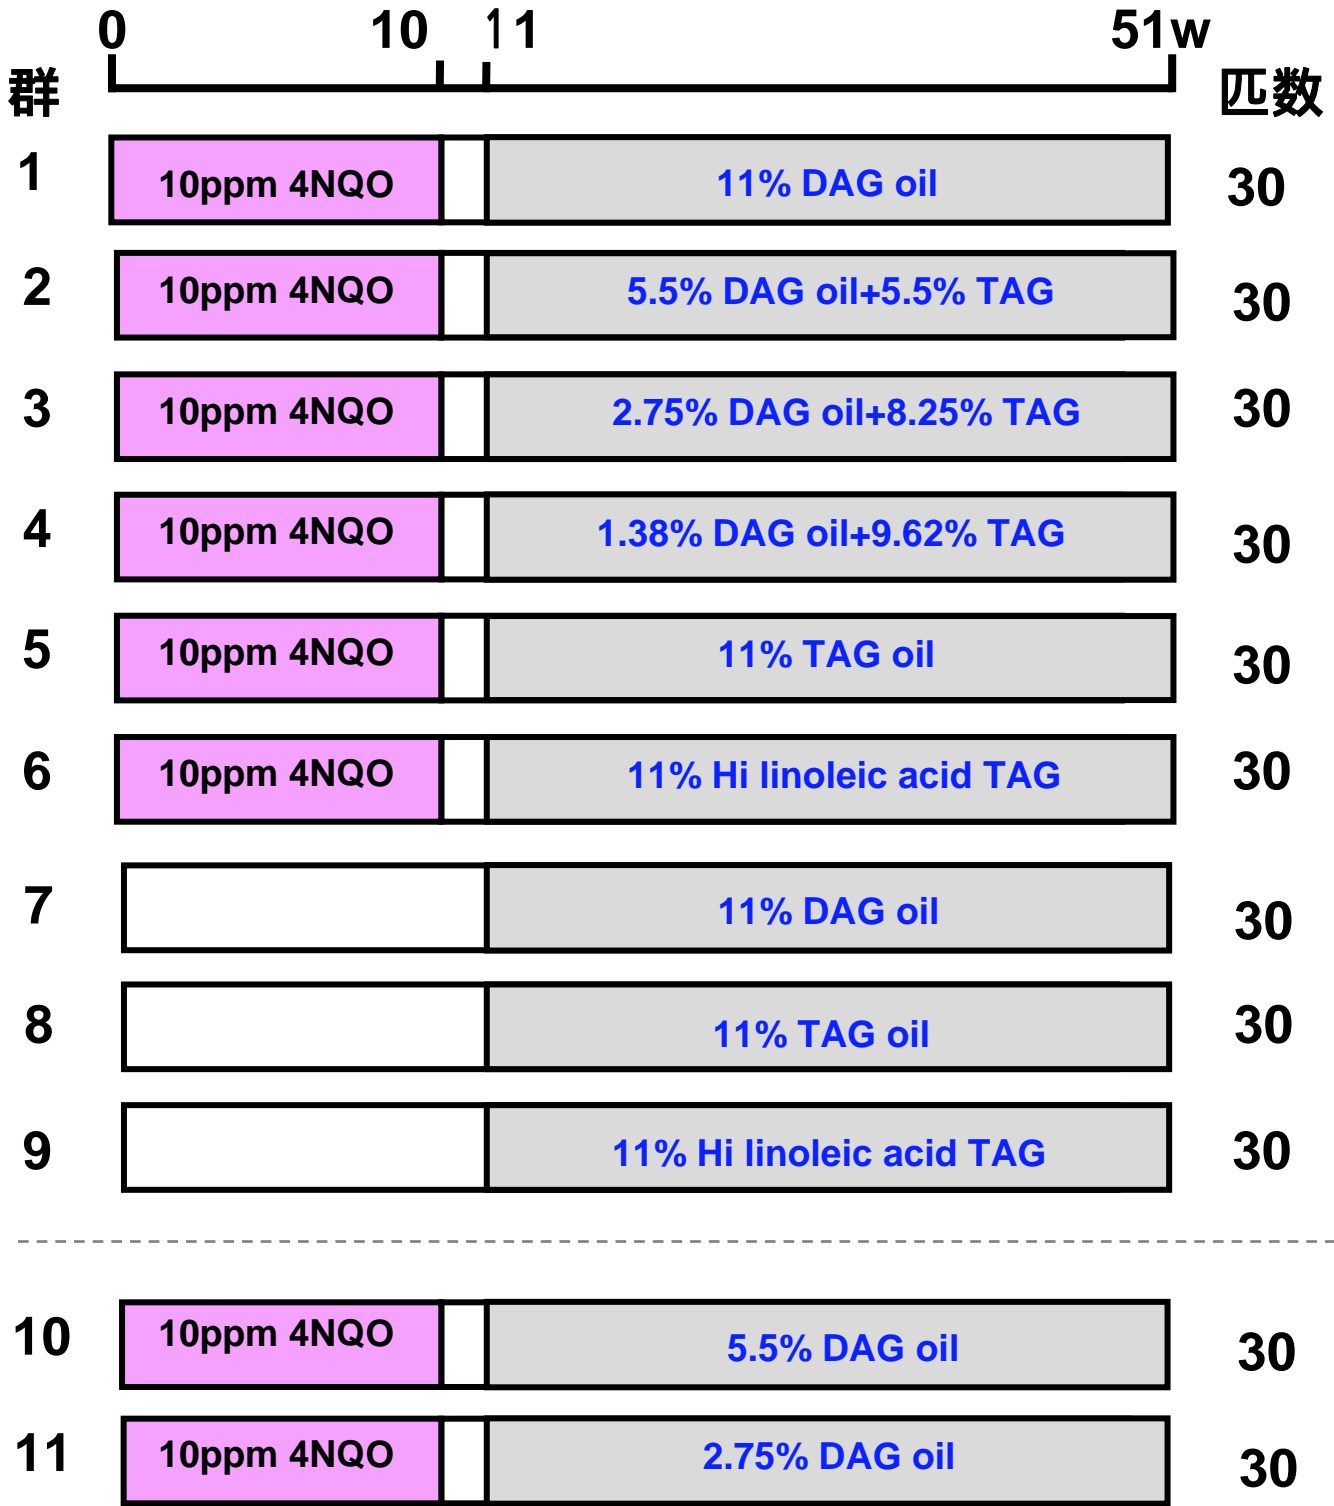 0 10 11 51w
群 匹数
1 10ppm 4NQO 11% DAG oil 30
2 10ppm 4NQO 5.5% DAG oil+5.5% TAG 30
3 10ppm 4NQO 2.75% DAG oil+8.25% TAG 30
4 10ppm 4NQO 1.38% DAG oil+9.62% TAG 30
5 10ppm 4NQO 11% TAG oil 30
6 10ppm 4NQO 11% Hi linoleic acid TAG 30
7 11% DAG oil 30
8 11% TAG oil 30
9 11% Hi linoleic acid TAG 30
10 10ppm 4NQO 5.5% DAG oil 30
11 10ppm 4NQO 2.75% DAG oil 30